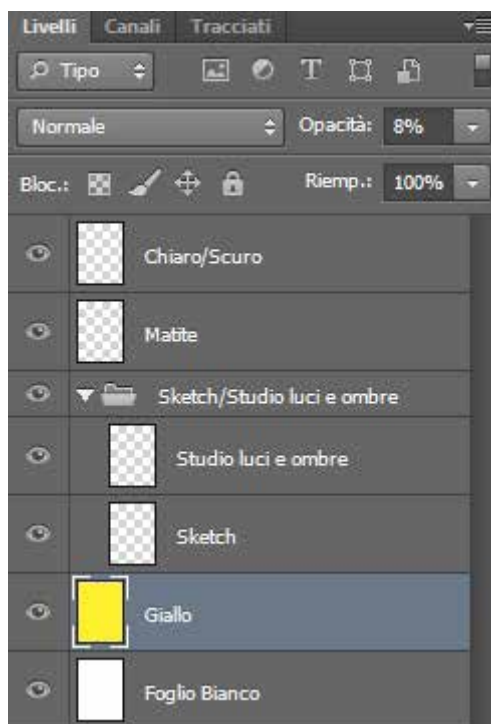 Livelli Canali Tracciati
Tipo T
Normale Opacità: 8%
Bloc.: Riemp.: 100%
Chiaro/Scuro
Matite
Sketch/Studio luci e ombre
Studio luci e ombre
Sketch
Giallo
Foglio Bianco